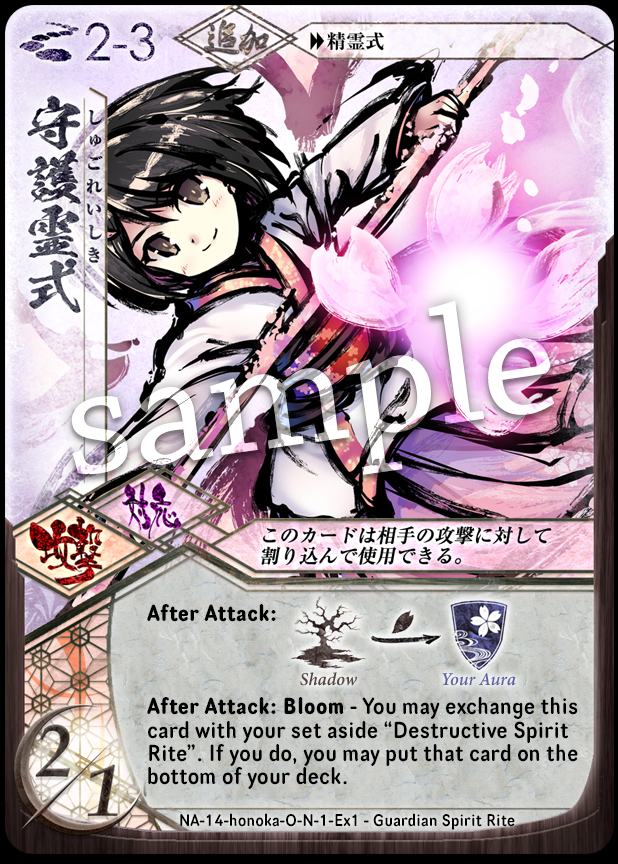 2-3
追加
精霊式
守護霊式
しゅごれいしき
sample
攻撃
対応
このカードは相手の攻撃に対して
割り込んで使用できる。
After Attack:
Shadow
Your Aura
After Attack: Bloom - You may exchange this
card with your set aside “Destructive Spirit
Rite”. If you do, you may put that card on the
bottom of your deck.
2/1
NA-14-honoka-O-N-1-Ex1 - Guardian Spirit Rite